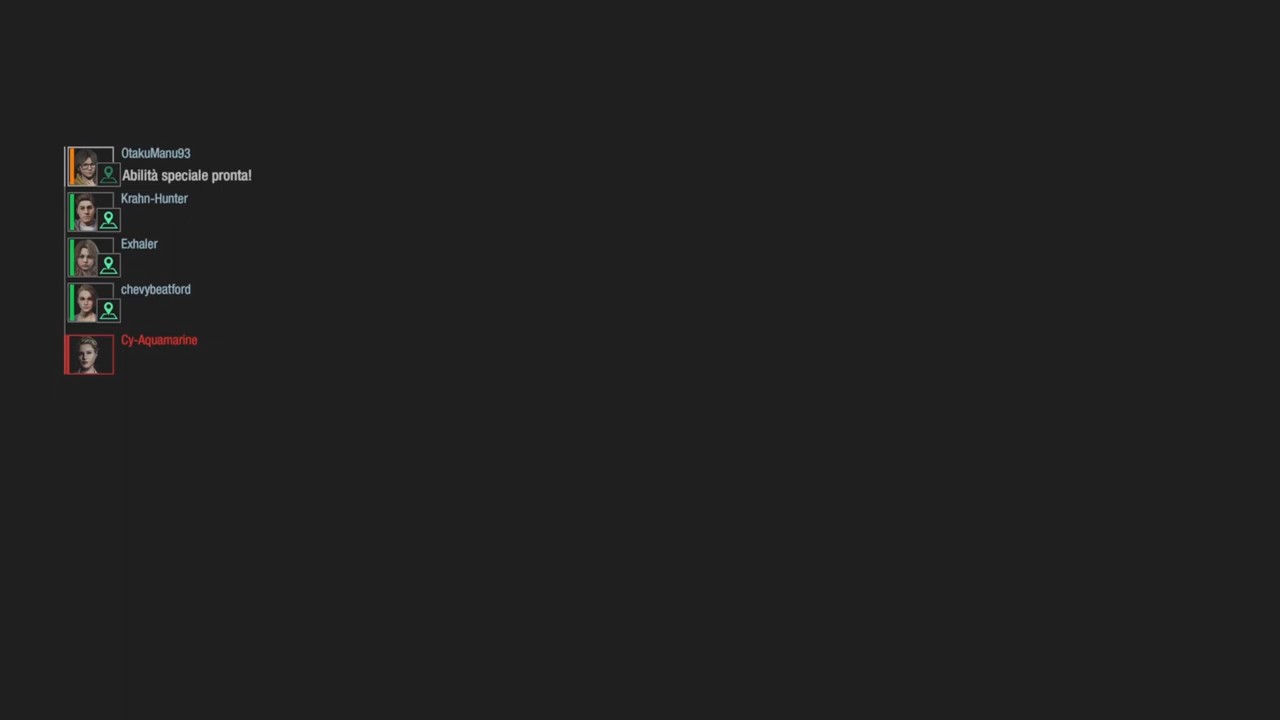 OtakuManu93
Abilità speciale pronta!
Krahn-Hunter
Exhaler
chevybeatford
Cy-Aquamarine